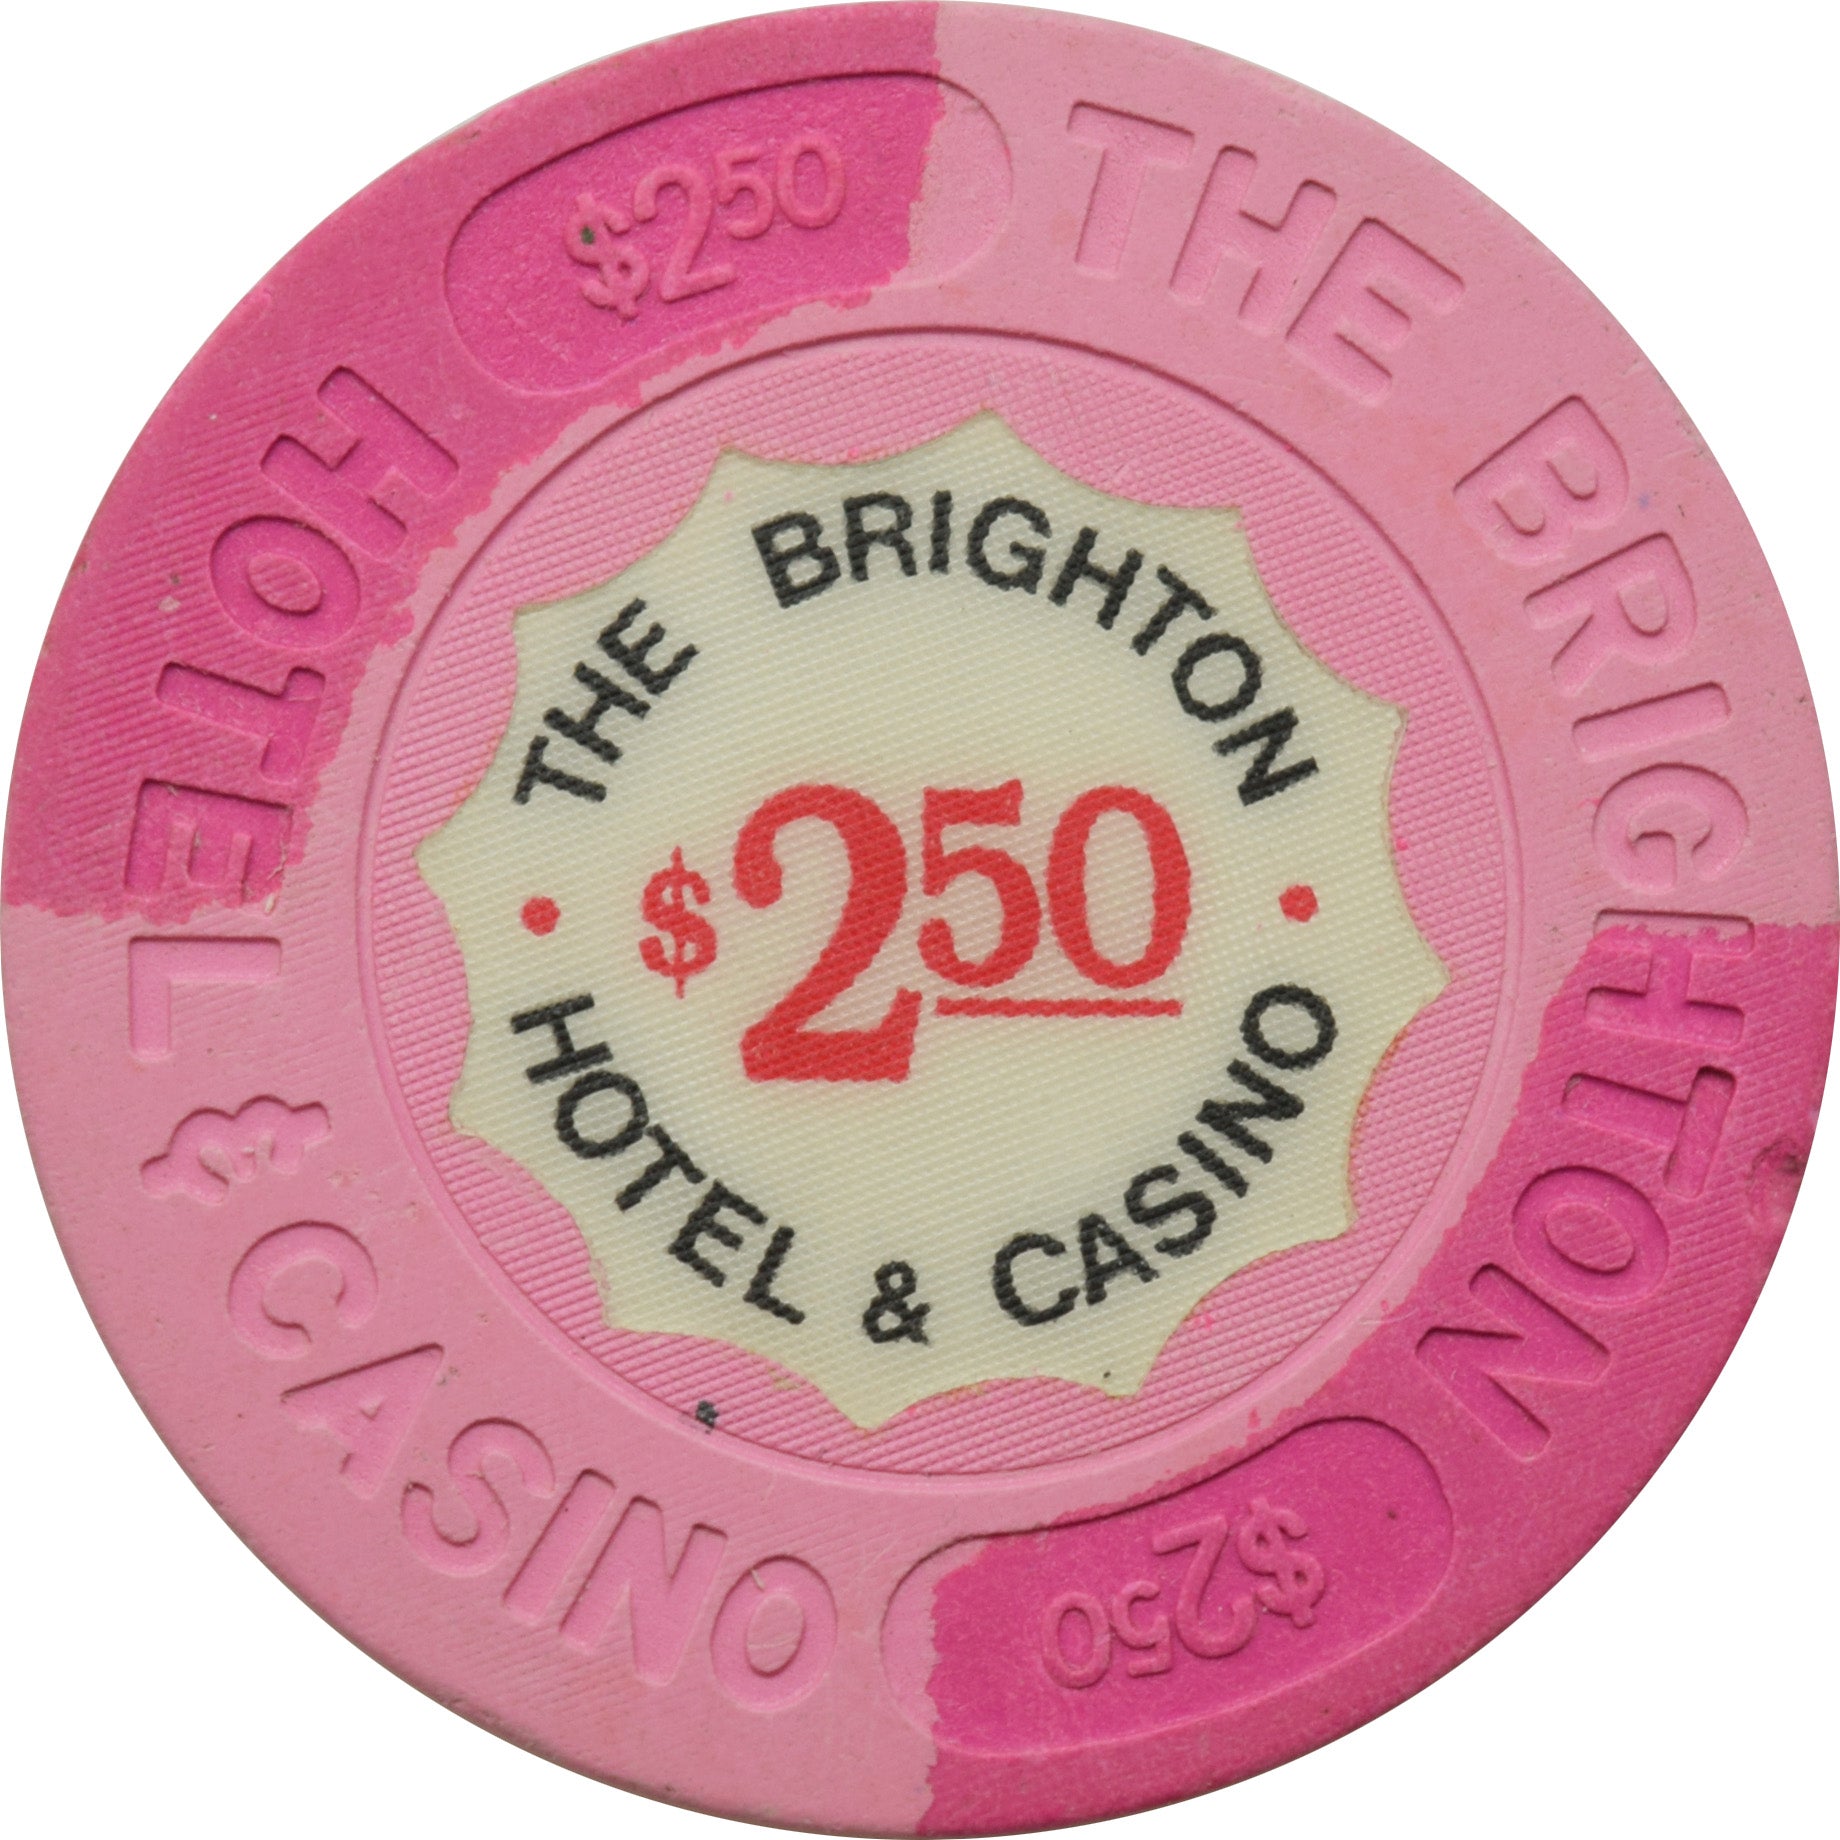 THE BRIGHTON
$2.50
HOTEL & CASINO
$2.50
THE BRIGHTON
$2.50
HOTEL & CASINO